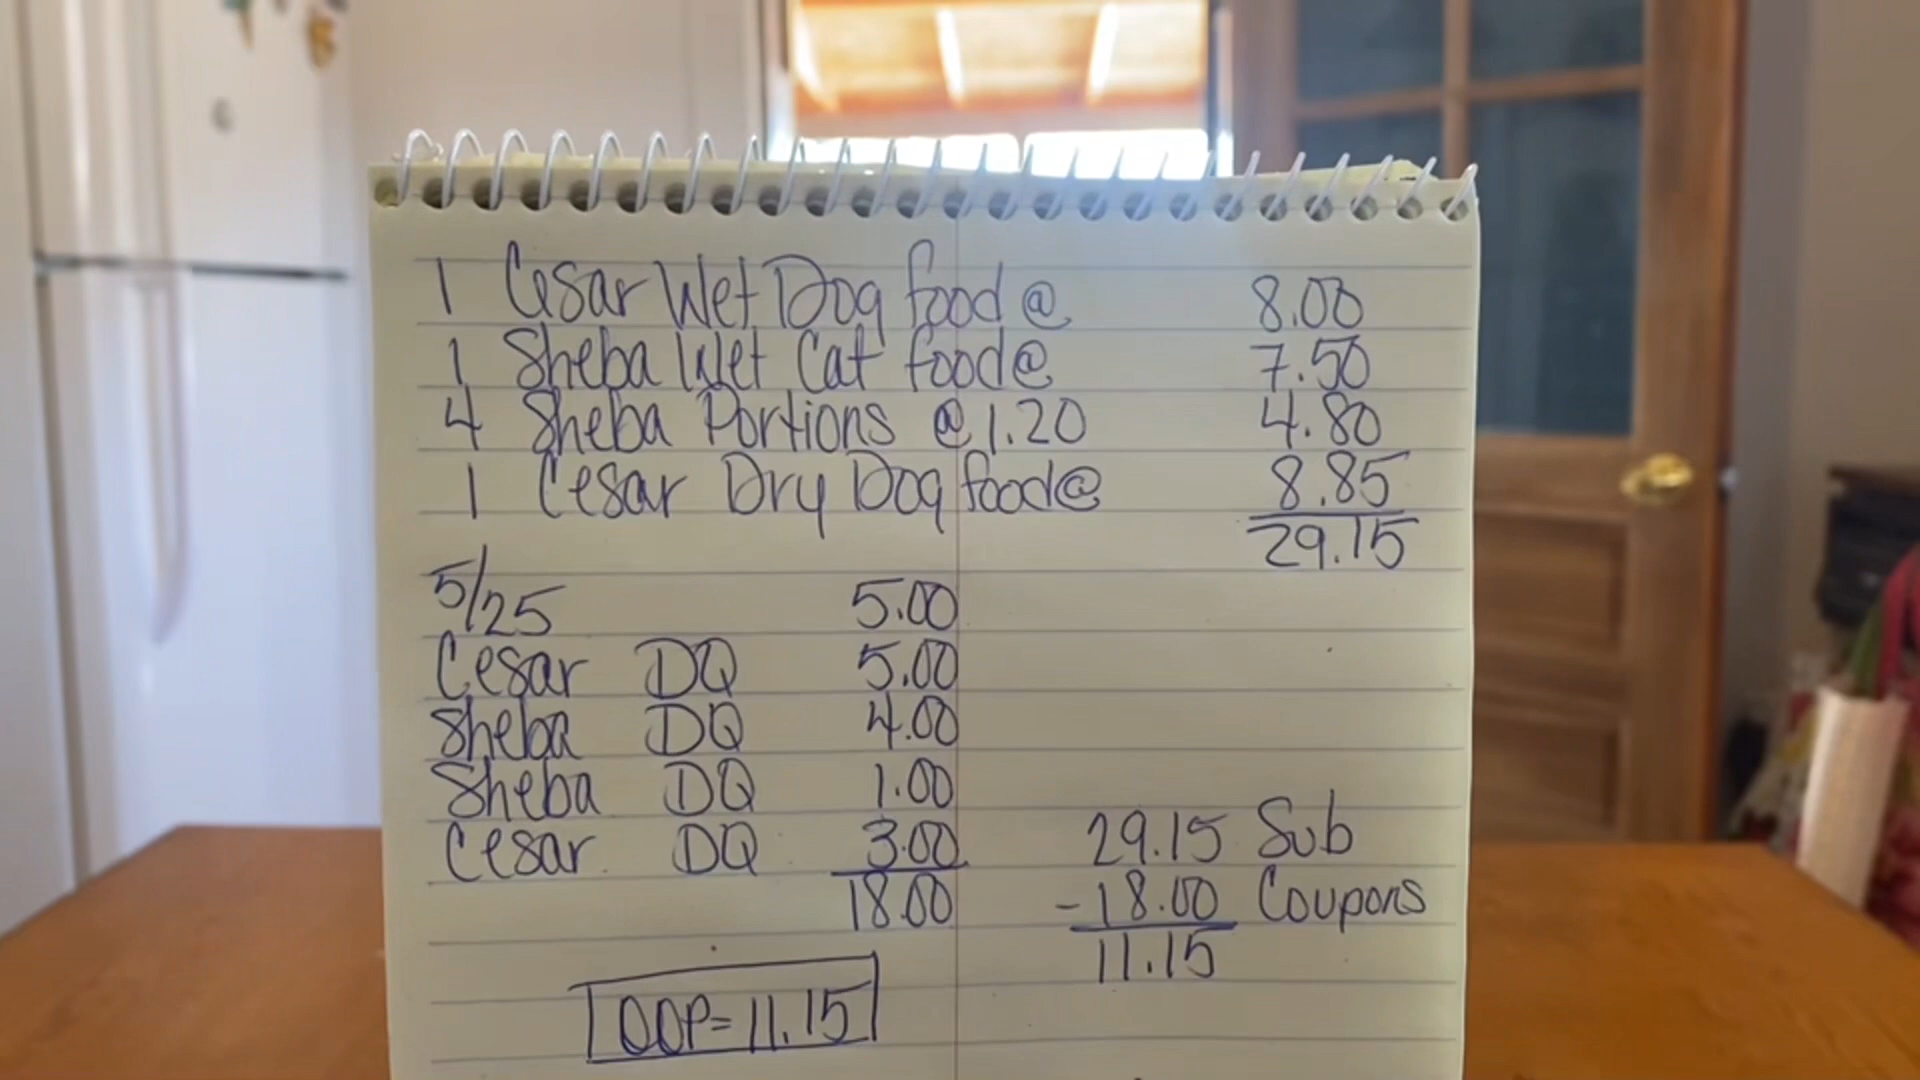 1 Cesar Wet Dog food @ 8.00
1 Sheba Wet Cat food @ 7.50
4 Sheba Portions @ 1.20 4.80
1 Cesar Dry Dog food @ 8.85
29.15
5/25 5.00
Cesar DQ 5.00
Sheba DQ 4.00
Sheba DQ 1.00
Cesar DQ 3.00
18.00
29.15 Sub
-18.00 Coupons
11.15
OOP=11.15